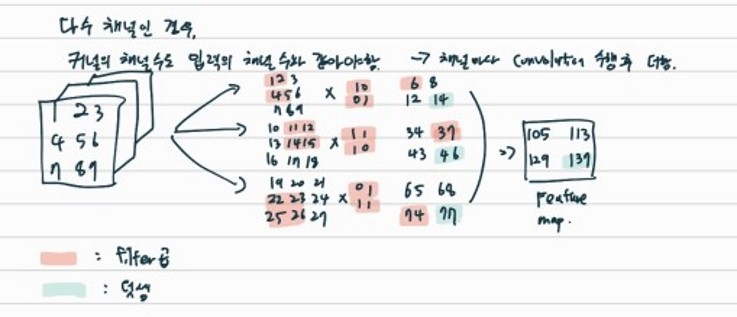 다수 채널인 경우,
커널의 채널수도 입력의 채널 수와 같아야함. → 채널마다 Convolution 수행 후 더함.
1 2 3
4 5 6
7 8 9
1 2 3
4 5 6
7 8 9
×
1 0
0 1
6 8
12 14
10 11 12
13 14 15
16 17 18
×
1 1
1 0
34 37
43 46
19 20 21
22 23 24
25 26 27
×
0 1
1 1
65 68
74 77
⇒
105 113
129 137
Feature
map.
: filter곱
: 덧셈